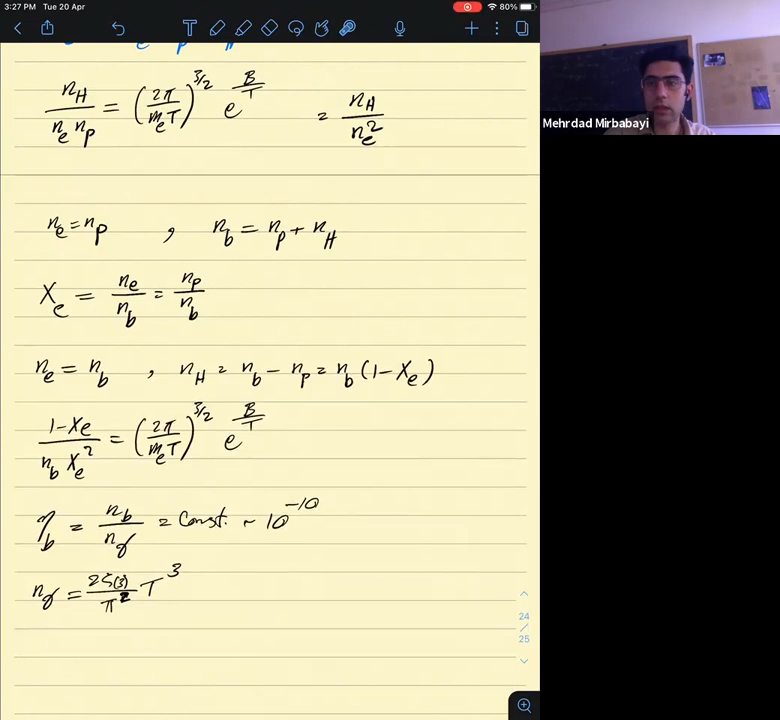 3:27 PM Tue 20 Apr 80%
n_H / n_e n_p = (2π / m_e T)^{3/2} e^{B/T} = n_H / n_e^2
Mehrdad Mirbabayi
n_e = n_p , n_b = n_p + n_H
X_e = n_e / n_b = n_p / n_b
n_e = n_b , n_H = n_b - n_p = n_b (1 - X_e)
1 - X_e / n_b X_e^2 = (2π / m_e T)^{3/2} e^{B/T}
η_b = n_b / n_γ = Const. ~ 10^{-10}
n_γ = 2ζ(3) / π^2 T^3
24
/
25